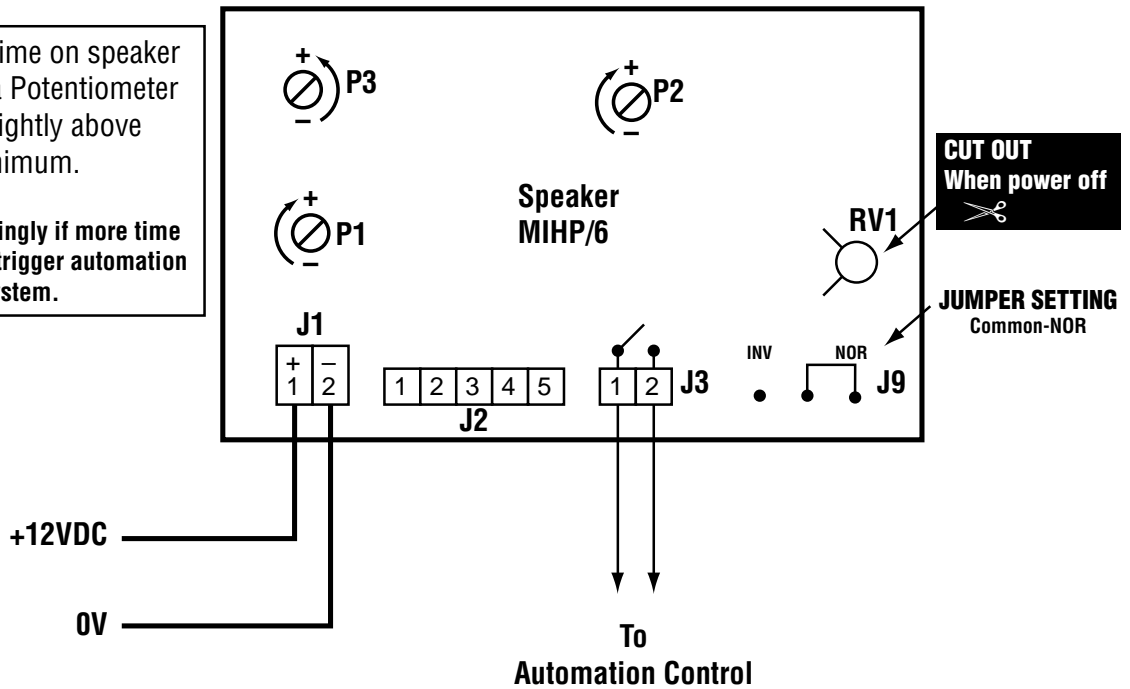 ime on speaker
Potentiometer
ightly above
imum.
ingly if more time
trigger automation
stem.
+
P3
–
+
P2
–
+
P1
–
Speaker
MIHP/6
RV1
CUT OUT
When power off
JUMPER SETTING
Common-NOR
J1
+ –
1 2
1 2 3 4 5
J2
1 2 J3
INV NOR
J9
+12VDC
0V
To
Automation Control